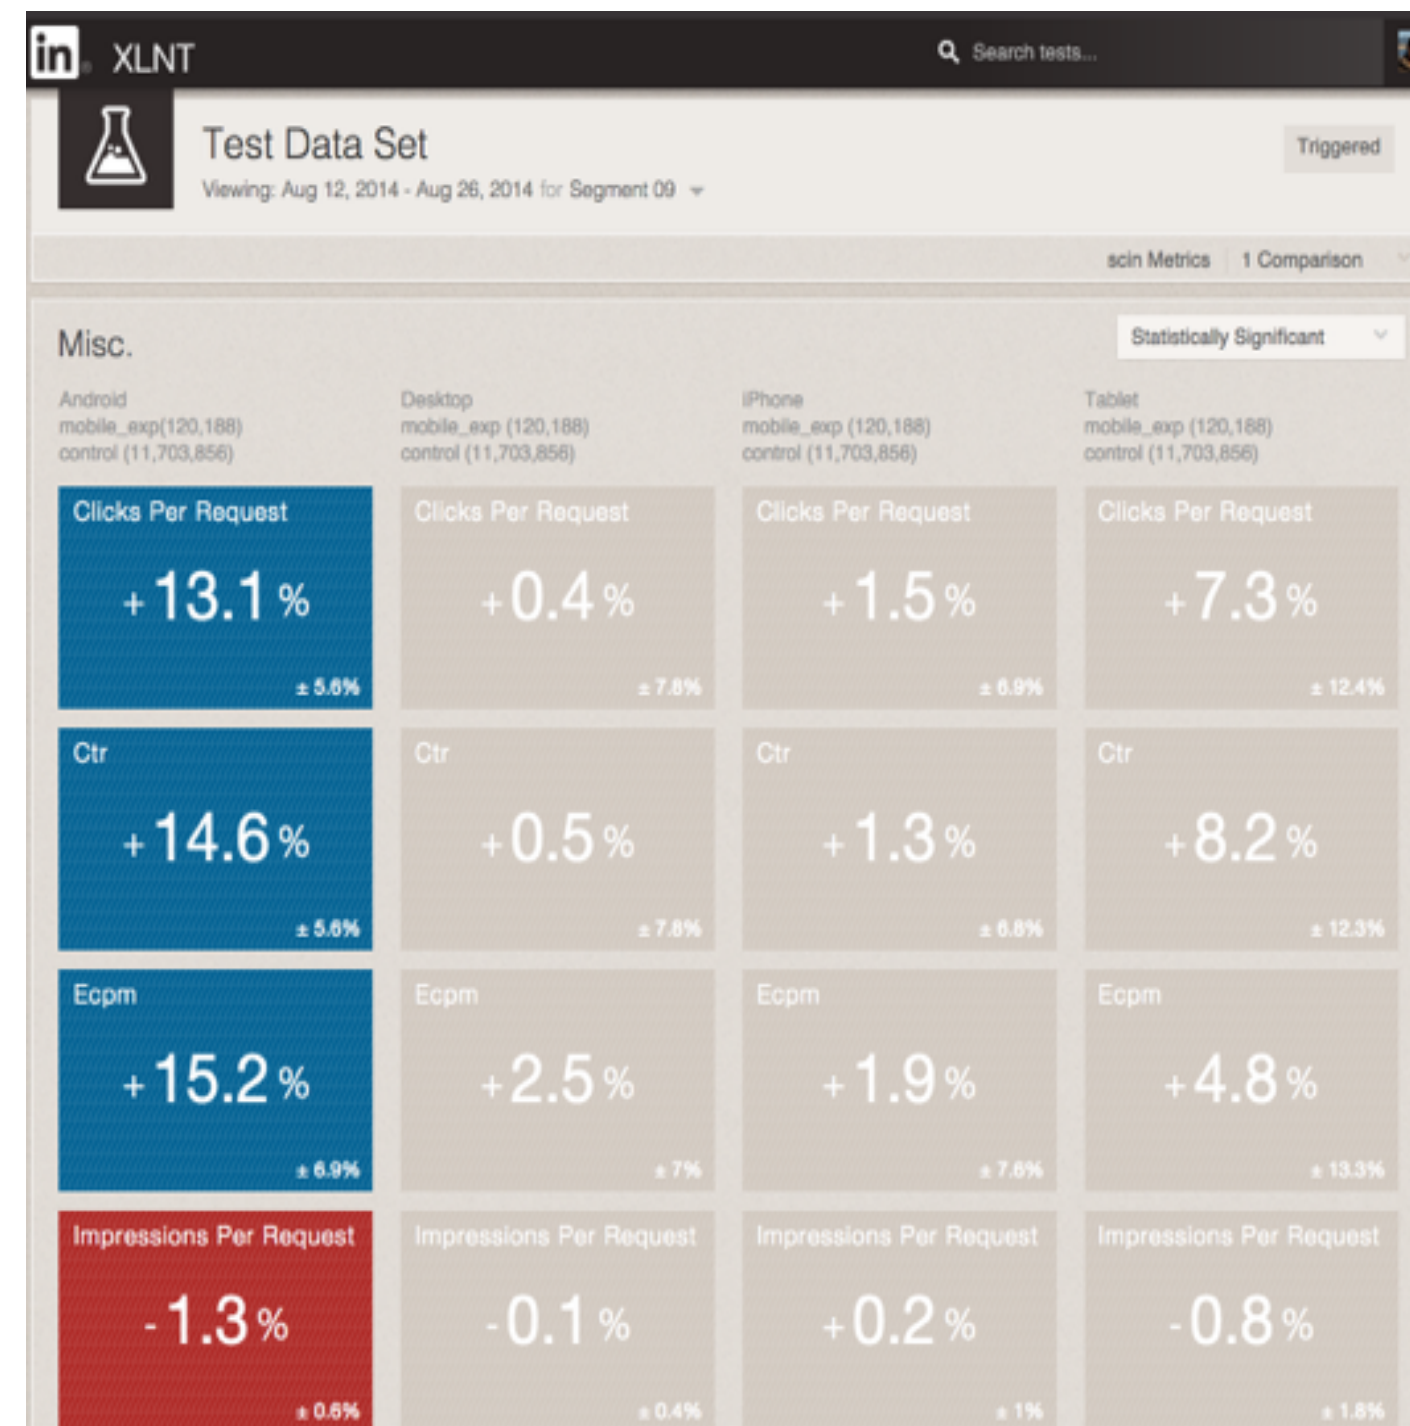 in XLNT Search tests...
Test Data Set Triggered
Viewing: Aug 12, 2014 - Aug 26, 2014 for Segment 09
scin Metrics 1 Comparison
Misc. Statistically Significant
Android Desktop iPhone Tablet
mobile_exp(120,188) mobile_exp (120,188) mobile_exp (120,188) mobile_exp (120,188)
control (11,703,856) control (11,703,856) control (11,703,856) control (11,703,856)
Clicks Per Request Clicks Per Request Clicks Per Request Clicks Per Request
+13.1% +0.4% +1.5% +7.3%
± 5.6% ± 7.8% ± 6.9% ± 12.4%
Ctr Ctr Ctr Ctr
+14.6% +0.5% +1.3% +8.2%
± 5.6% ± 7.8% ± 6.8% ± 12.3%
Ecpm Ecpm Ecpm Ecpm
+15.2% +2.5% +1.9% +4.8%
± 6.9% ± 7% ± 7.6% ± 13.3%
Impressions Per Request Impressions Per Request Impressions Per Request Impressions Per Request
-1.3% -0.1% +0.2% -0.8%
± 0.6% ± 0.4% ± 1% ± 1.8%